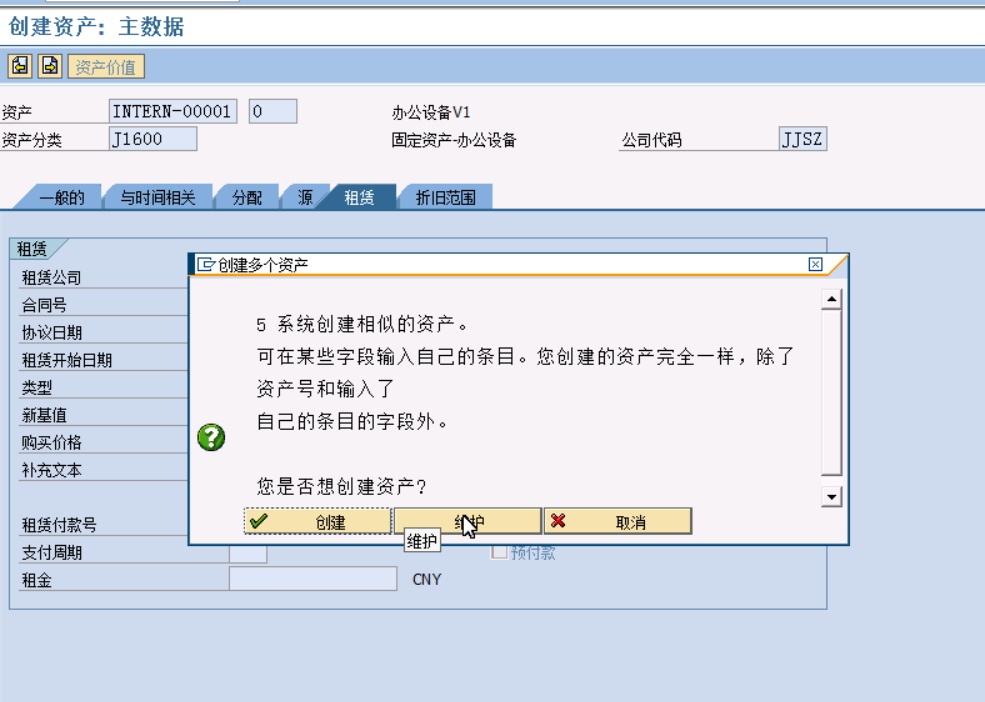 创建资产：主数据
资产价值
资产 INTERN-00001 0 办公设备V1
资产分类 J1600 固定资产-办公设备 公司代码 JJSZ
一般的 与时间相关 分配 源 租赁 折旧范围
租赁
租赁公司
合同号
协议日期
租赁开始日期
类型
新基值
购买价格
补充文本
租赁付款号
支付周期 预付款
租金 CNY
创建多个资产
5 系统创建相似的资产。
可在某些字段输入自己的条目。您创建的资产完全一样，除了
资产号和输入了
自己的条目的字段外。
您是否想创建资产?
创建 维护 取消
维护